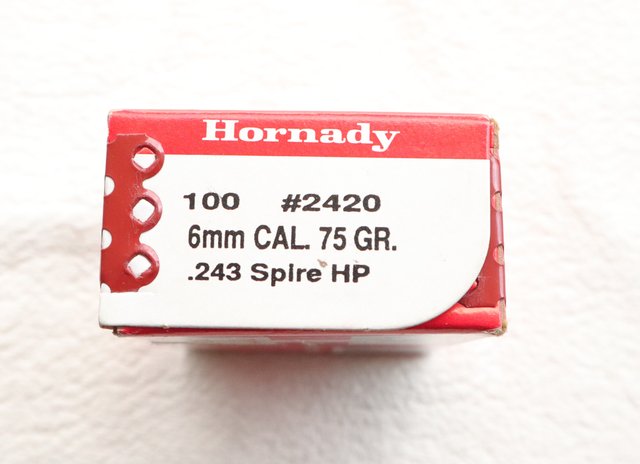 Hornady
100 #2420
6mm CAL. 75 GR.
.243 Spire HP